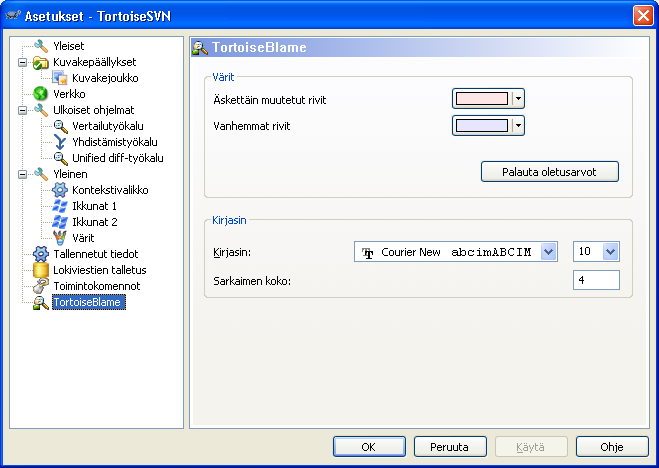 Asetukset - TortoiseSVN
Yleiset
Kuvakepäällykset
Kuvakejoukko
Verkko
Ulkoiset ohjelmat
Vertailutyökalu
Yhdistämistyökalu
Unified diff-työkalu
Yleinen
Kontekstivalikko
Ikkunat 1
Ikkunat 2
Värit
Tallennetut tiedot
Lokiviestien talletus
Toimintokomennot
TortoiseBlame
TortoiseBlame
Värit
Äskettäin muutetut rivit
Vanhemmat rivit
Palauta oletusarvot
Kirjasin
Kirjasin: Courier New abcimABCIM 10
Sarkaimen koko: 4
OK Peruuta Käytä Ohje